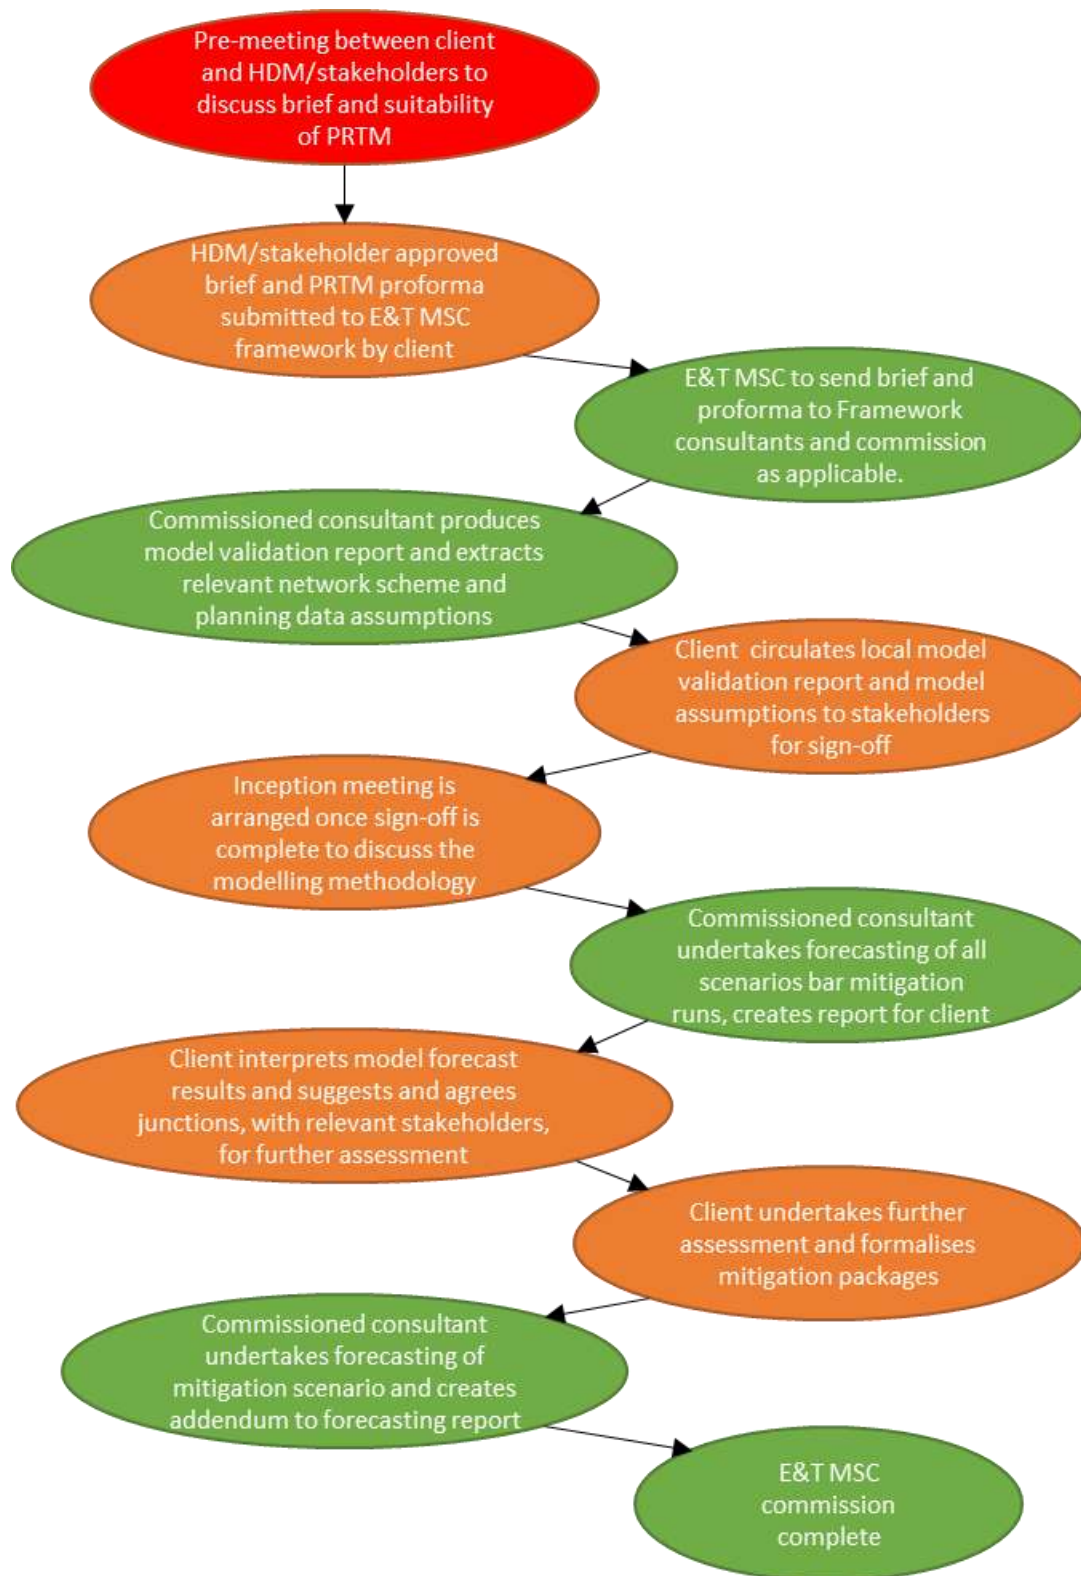 Pre-meeting between client
and HDM/stakeholders to
discuss brief and suitability
of PRTM
HDM/stakeholder approved
brief and PRTM proforma
submitted to E&T MSC
framework by client
E&T MSC to send brief and
proforma to Framework
consultants and commission
as applicable.
Commissioned consultant produces
model validation report and extracts
relevant network scheme and
planning data assumptions
Client circulates local model
validation report and model
assumptions to stakeholders
for sign-off
Inception meeting is
arranged once sign-off is
complete to discuss the
modelling methodology
Commissioned consultant
undertakes forecasting of all
scenarios bar mitigation
runs, creates report for client
Client interprets model forecast
results and suggests and agrees
junctions, with relevant stakeholders,
for further assessment
Client undertakes further
assessment and formalises
mitigation packages
Commissioned consultant
undertakes forecasting of
mitigation scenario and creates
addendum to forecasting report
E&T MSC
commission
complete